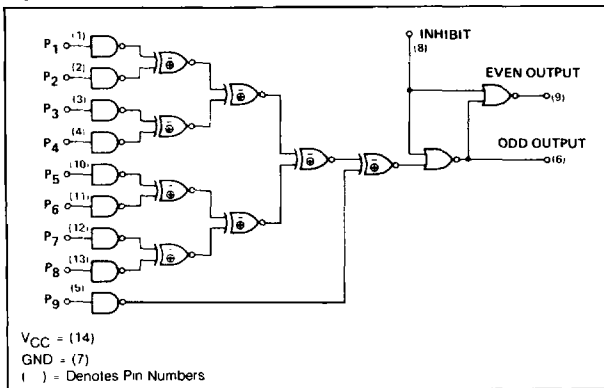 INHIBIT
(8)
EVEN OUTPUT
(9)
ODD OUTPUT
(6)
P1 (1)
P2 (2)
P3 (3)
P4 (4)
P5 (10)
P6 (11)
P7 (12)
P8 (13)
P9 (5)
VCC = (14)
GND = (7)
( ) = Denotes Pin Numbers